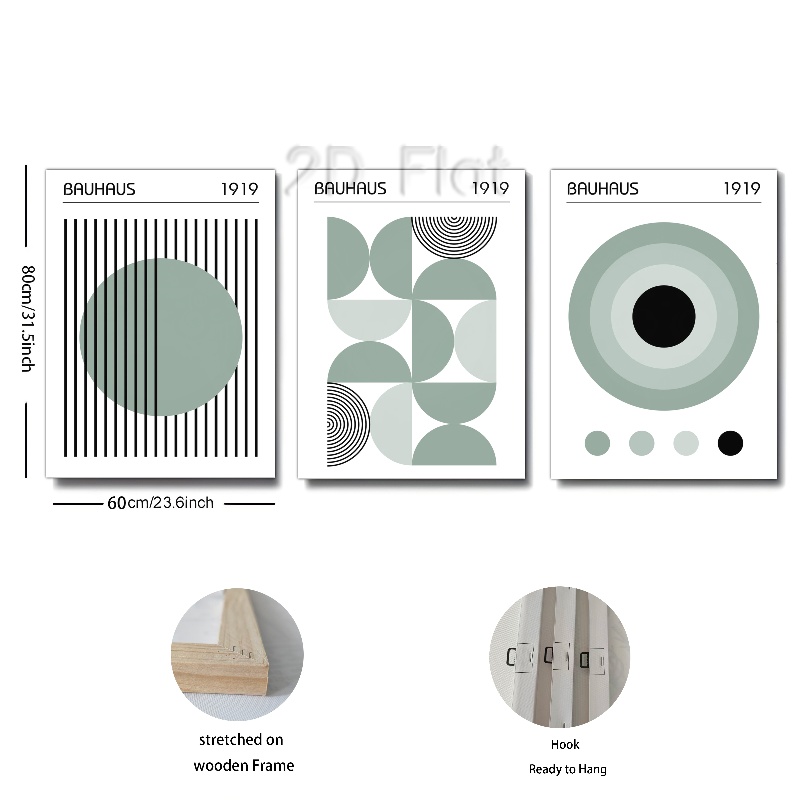 2D Flat
BAUHAUS 1919
BAUHAUS 1919
BAUHAUS 1919
80cm/31.5inch
60cm/23.6inch
stretched on
wooden Frame
Hook
Ready to Hang